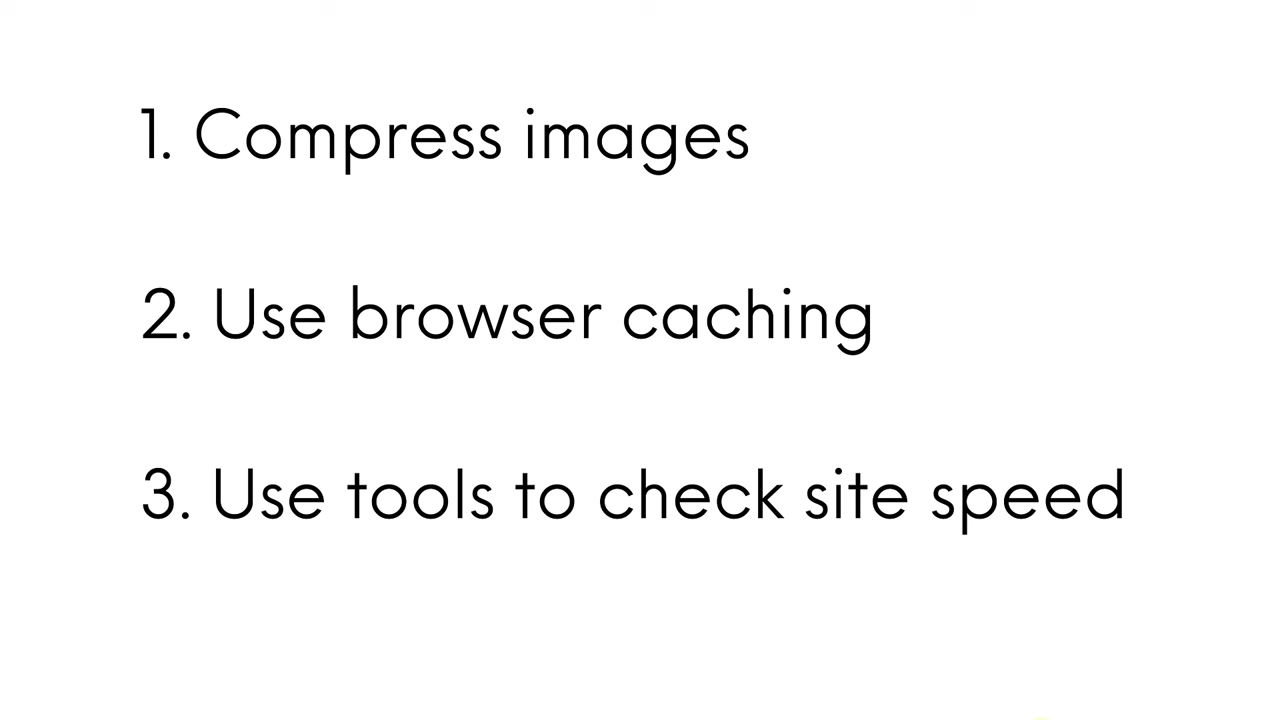 1. Compress images
2. Use browser caching
3. Use tools to check site speed